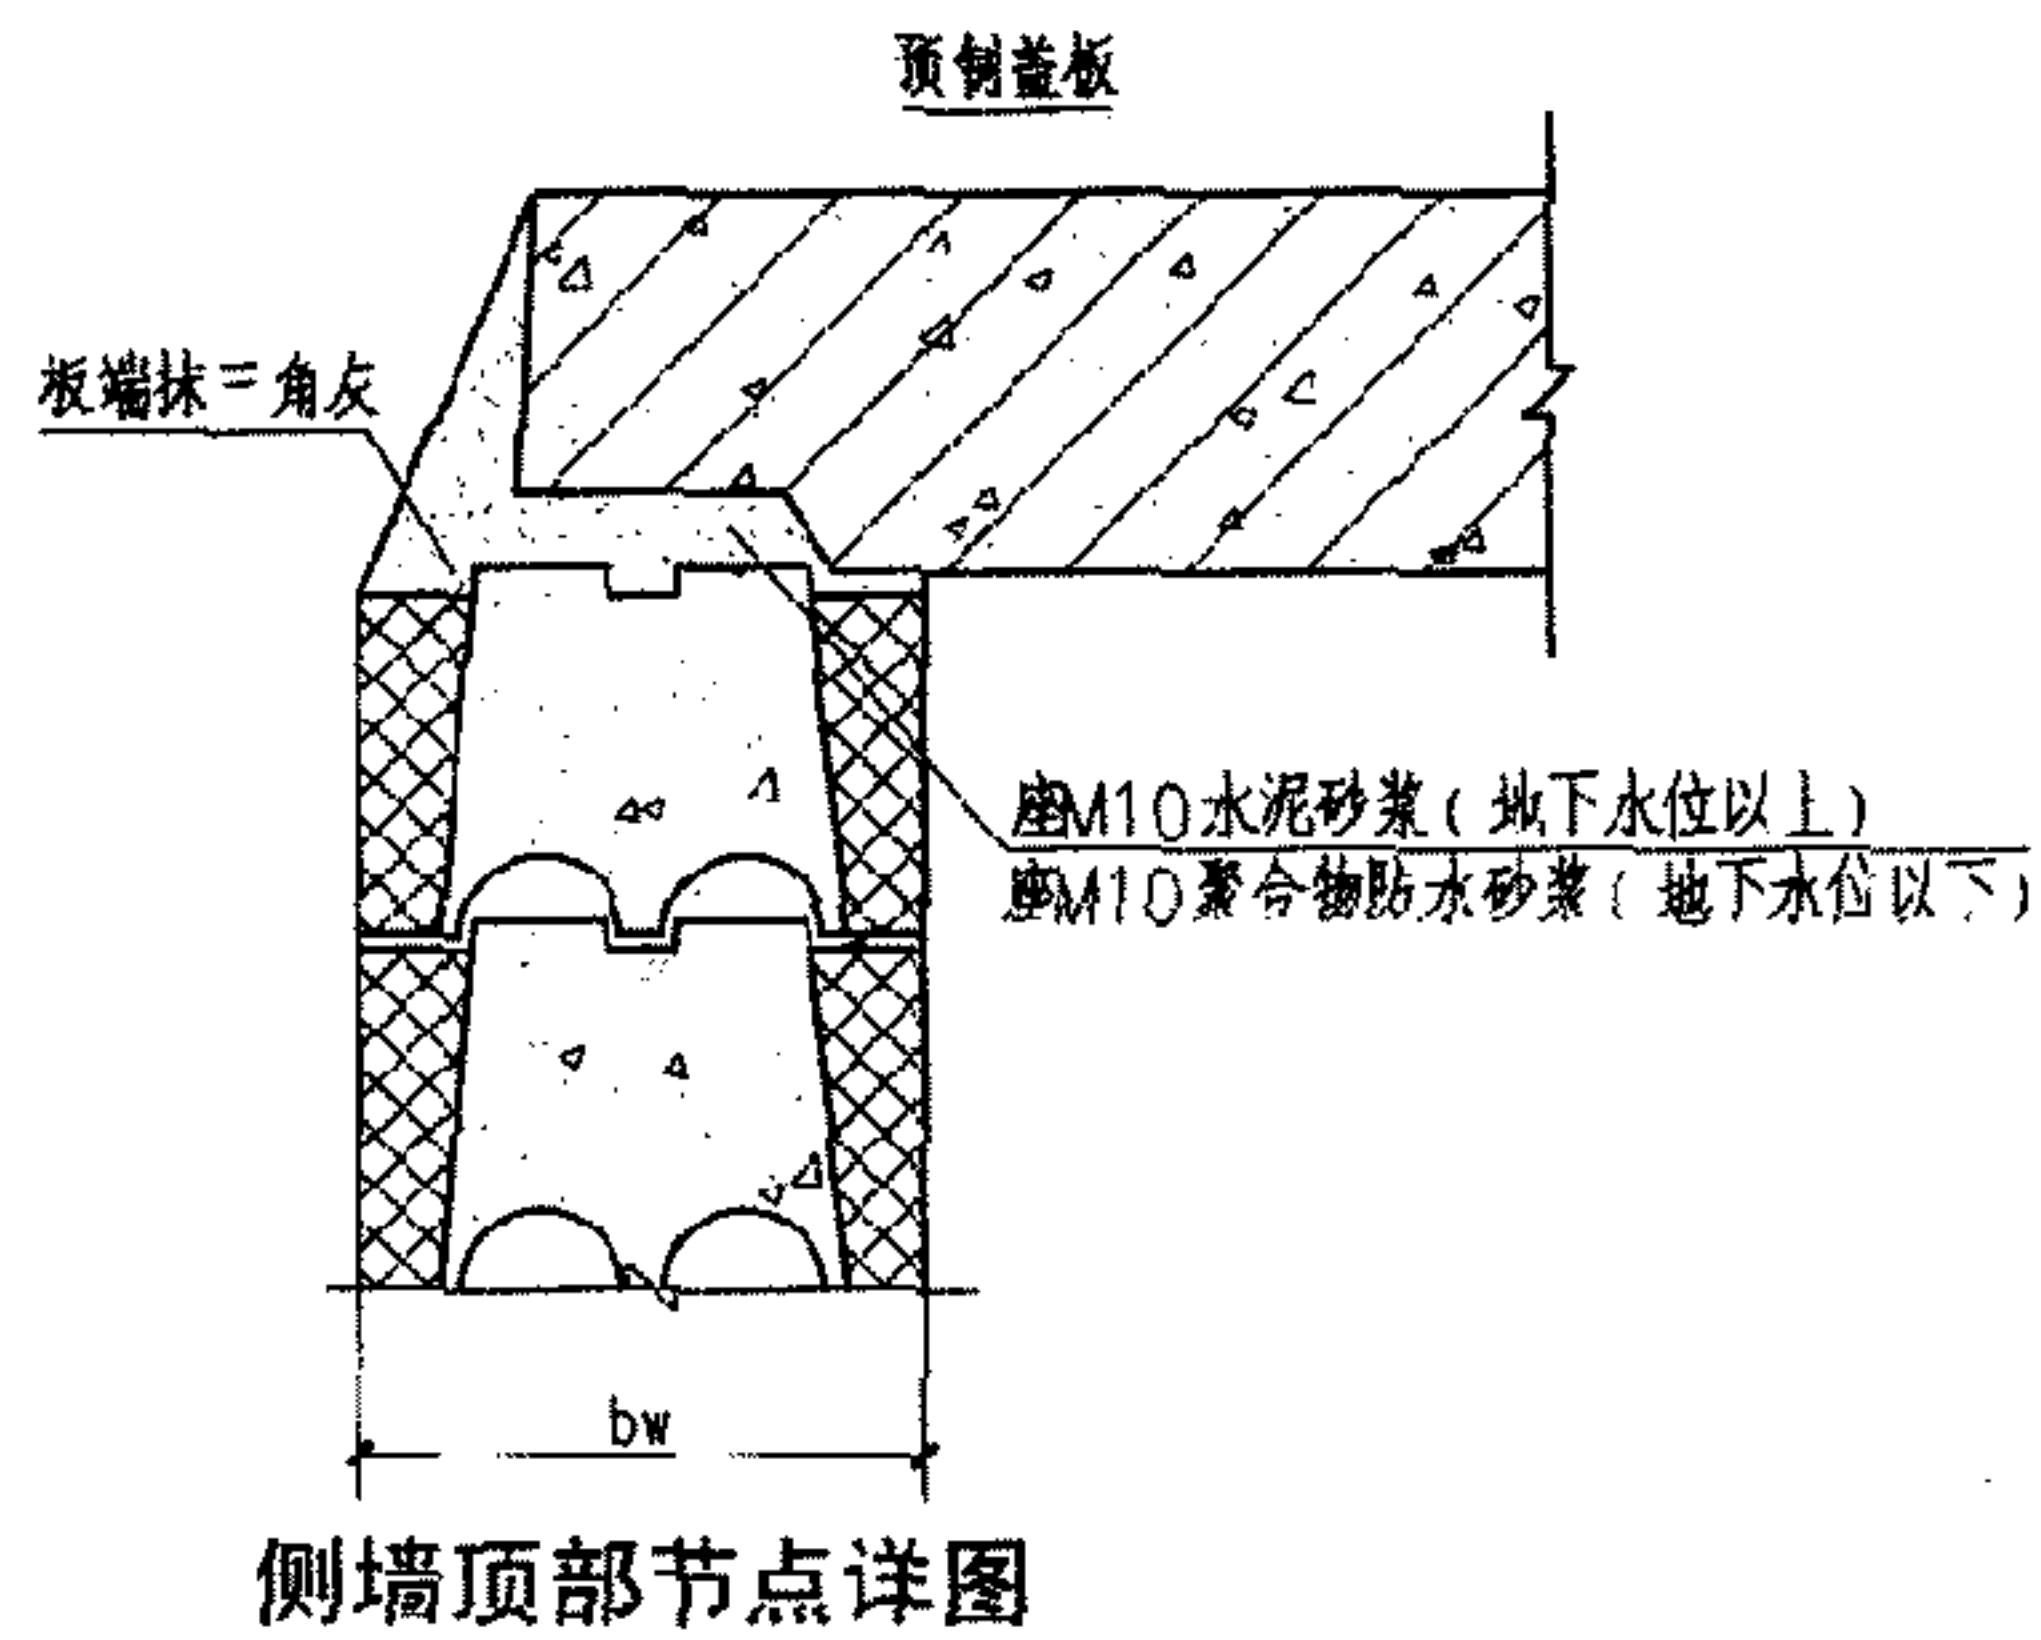 预制盖板
板端抹三角灰
座M10水泥砂浆(地下水位以上)
座M10聚合物防水砂浆(地下水位以下)
bw
侧墙顶部节点详图